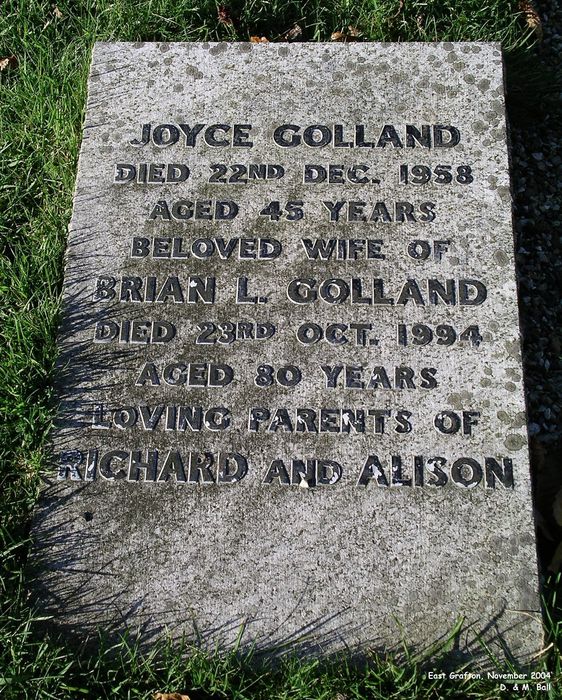 JOYCE GOLLAND
DIED 22ND DEC. 1958
AGED 45 YEARS
BELOVED WIFE OF
BRIAN L. GOLLAND
DIED 23RD OCT. 1994
AGED 80 YEARS
LOVING PARENTS OF
RICHARD AND ALISON
East Grafton, November 2004
D. & M. Ball